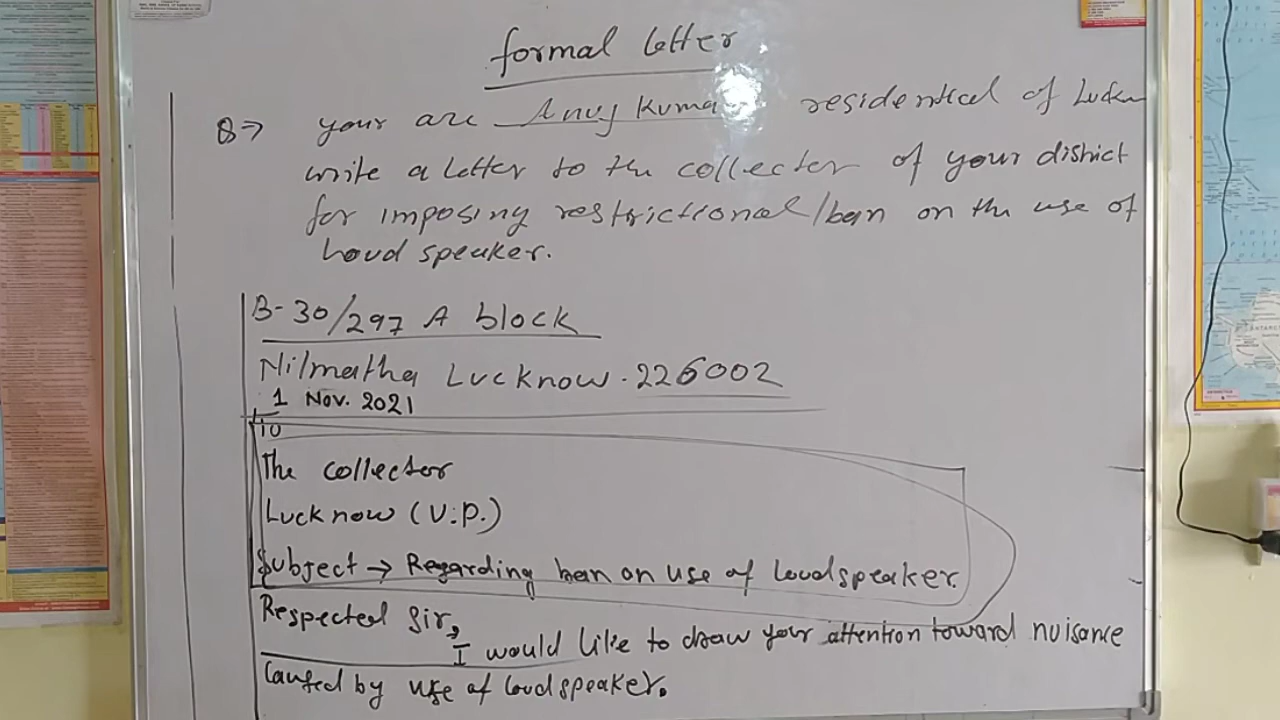 formal letter
Q→ your are Anuj Kumar residential of Luckn
write a letter to the collecter of your district
for imposing restrictional/ban on the use of
Loud speaker.
B-30/297 A block
Nilmatha Lucknow. 226002
1 Nov. 2021
To
The collector
Lucknow (U.P.)
Subject → Regarding ban on use of loudspeaker.
Respected Sir,
I would like to draw your attention toward nuisance
Caused by use of loudspeaker.